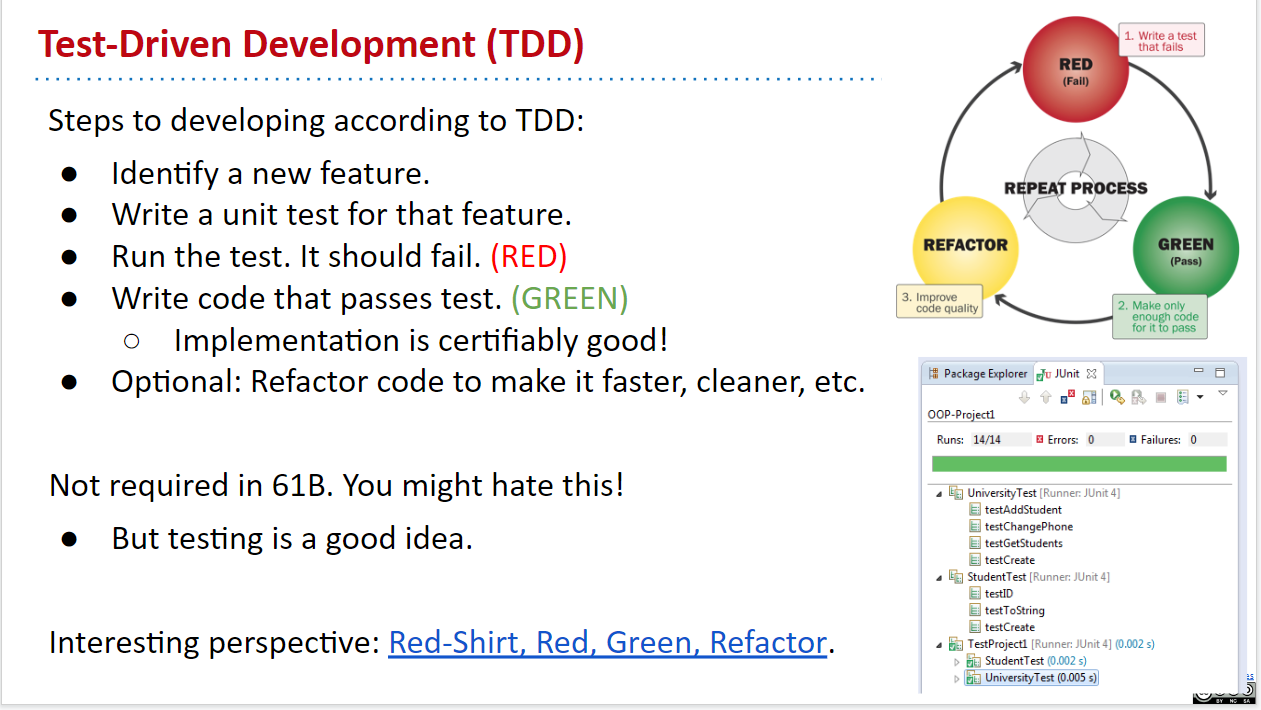 Test-Driven Development (TDD)
Steps to developing according to TDD:
● Identify a new feature.
● Write a unit test for that feature.
● Run the test. It should fail. (RED)
● Write code that passes test. (GREEN)
○ Implementation is certifiably good!
● Optional: Refactor code to make it faster, cleaner, etc.
Not required in 61B. You might hate this!
● But testing is a good idea.
Interesting perspective: Red-Shirt, Red, Green, Refactor.
1. Write a test
that fails
RED
(Fail)
REPEAT PROCESS
REFACTOR
GREEN
(Pass)
3. Improve
code quality
2. Make only
enough code
for it to pass
Package Explorer JUnit
OOP-Project1
Runs: 14/14 Errors: 0 Failures: 0
UniversityTest [Runner: JUnit 4]
testAddStudent
testChangePhone
testGetStudents
testCreate
StudentTest [Runner: JUnit 4]
testID
testToString
testCreate
TestProject1 [Runner: JUnit 4] (0.002 s)
StudentTest (0.002 s)
UniversityTest (0.005 s)
BY NC SA